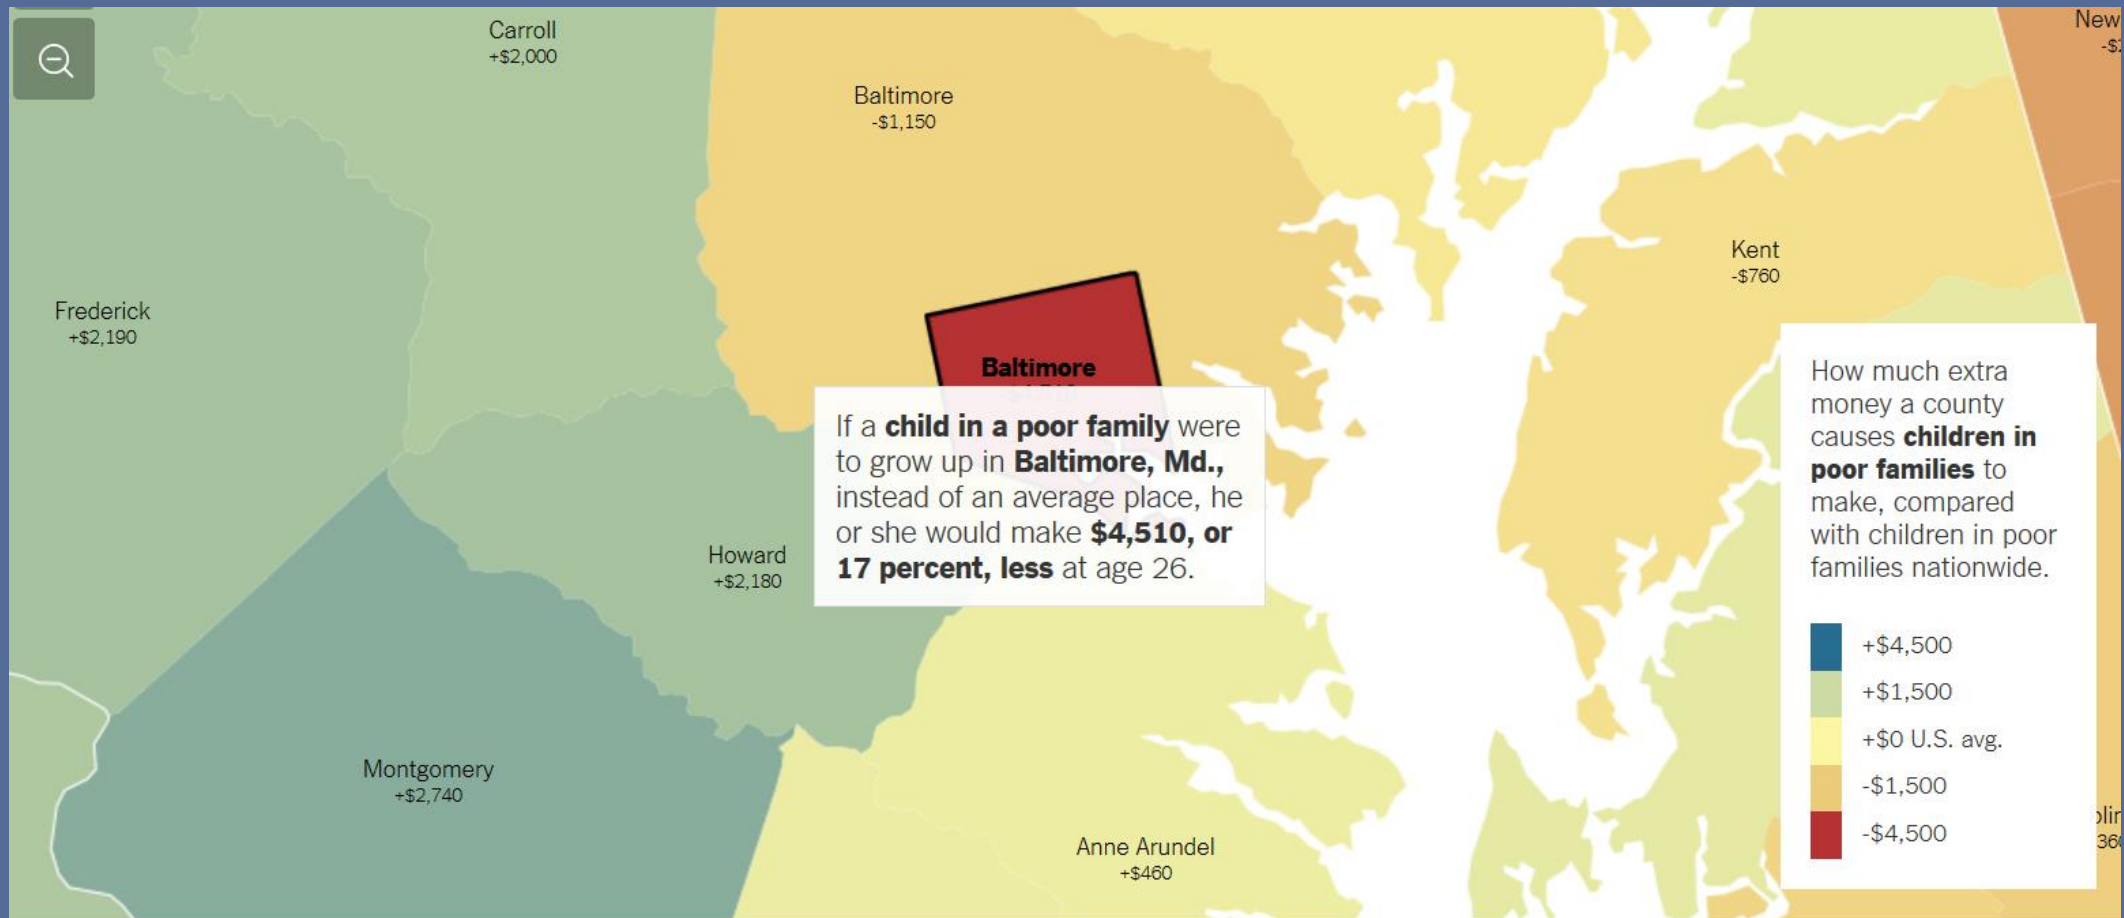 Carroll
+$2,000
Baltimore
-$1,150
New
Kent
-$760
Frederick
+$2,190
Baltimore
If a child in a poor family were
to grow up in Baltimore, Md.,
instead of an average place, he
or she would make $4,510, or
17 percent, less at age 26.
Howard
+$2,180
Montgomery
+$2,740
Anne Arundel
+$460
How much extra
money a county
causes children in
poor families to
make, compared
with children in poor
families nationwide.
+$4,500
+$1,500
+$0 U.S. avg.
-$1,500
-$4,500